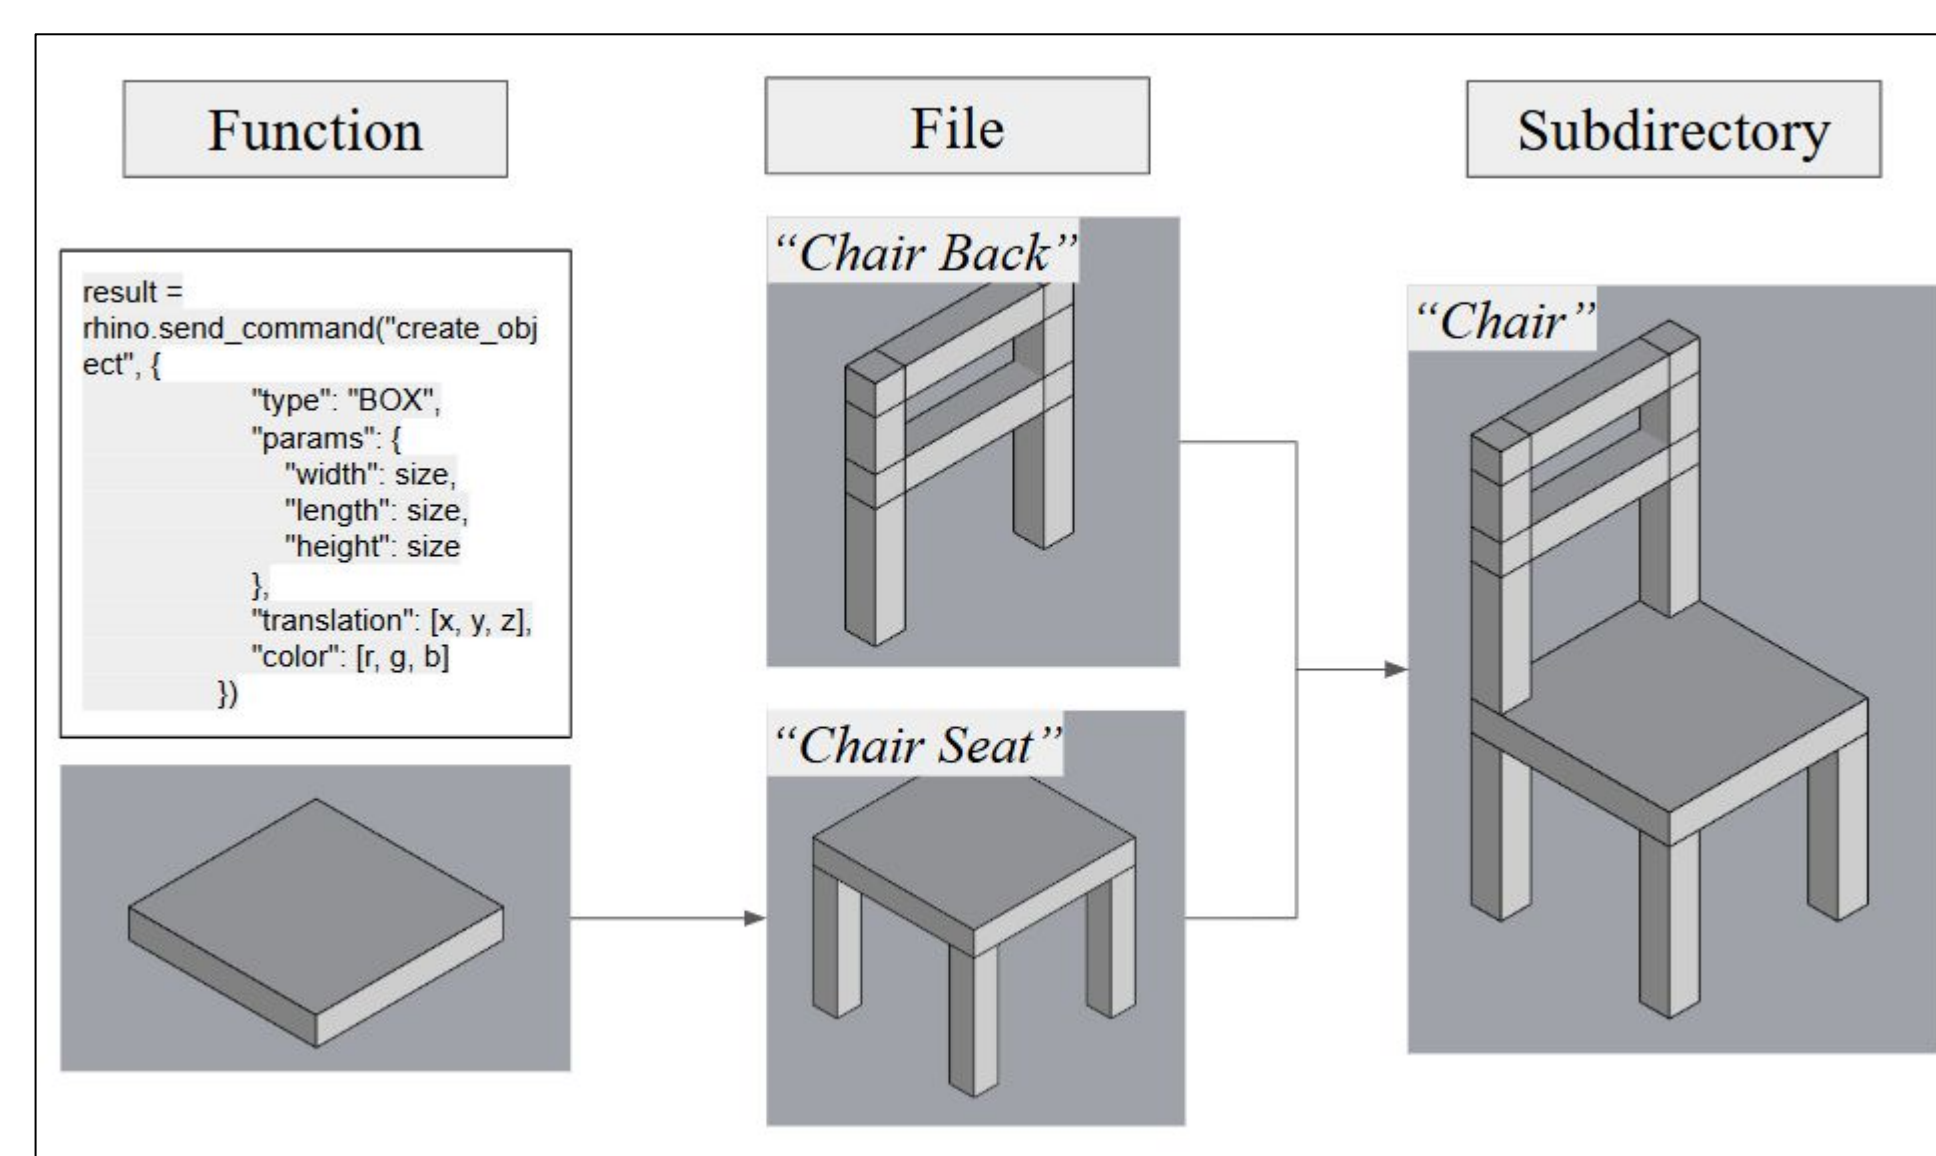 Function
File
Subdirectory
result =
rhino.send_command("create_obj
ect", {
"type": "BOX",
"params": {
"width": size,
"length": size,
"height": size
},
"translation": [x, y, z],
"color": [r, g, b]
})
“Chair Back”
“Chair Seat”
“Chair”